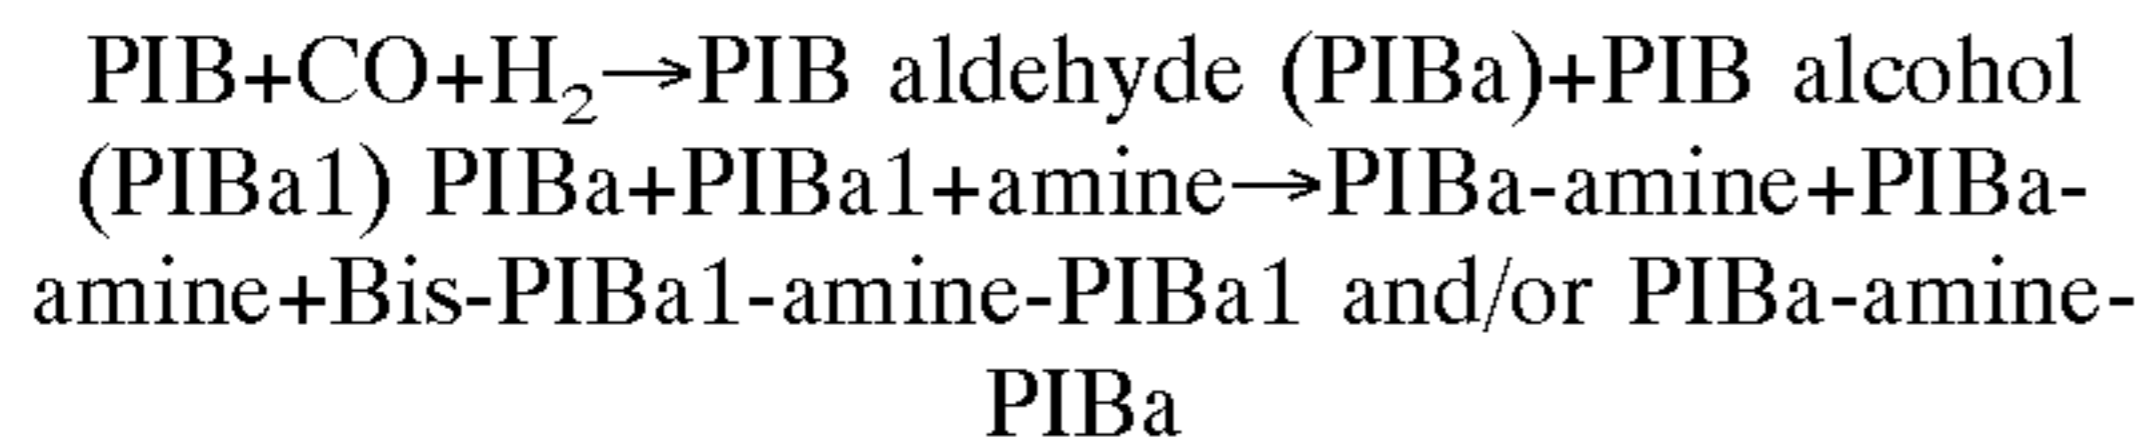 PIB+CO+H₂→PIB aldehyde (PIBa)+PIB alcohol
(PIBa1) PIBa+PIBa1+amine→PIBa-amine+PIBa-
amine+Bis-PIBa1-amine-PIBa1 and/or PIBa-amine-
PIBa